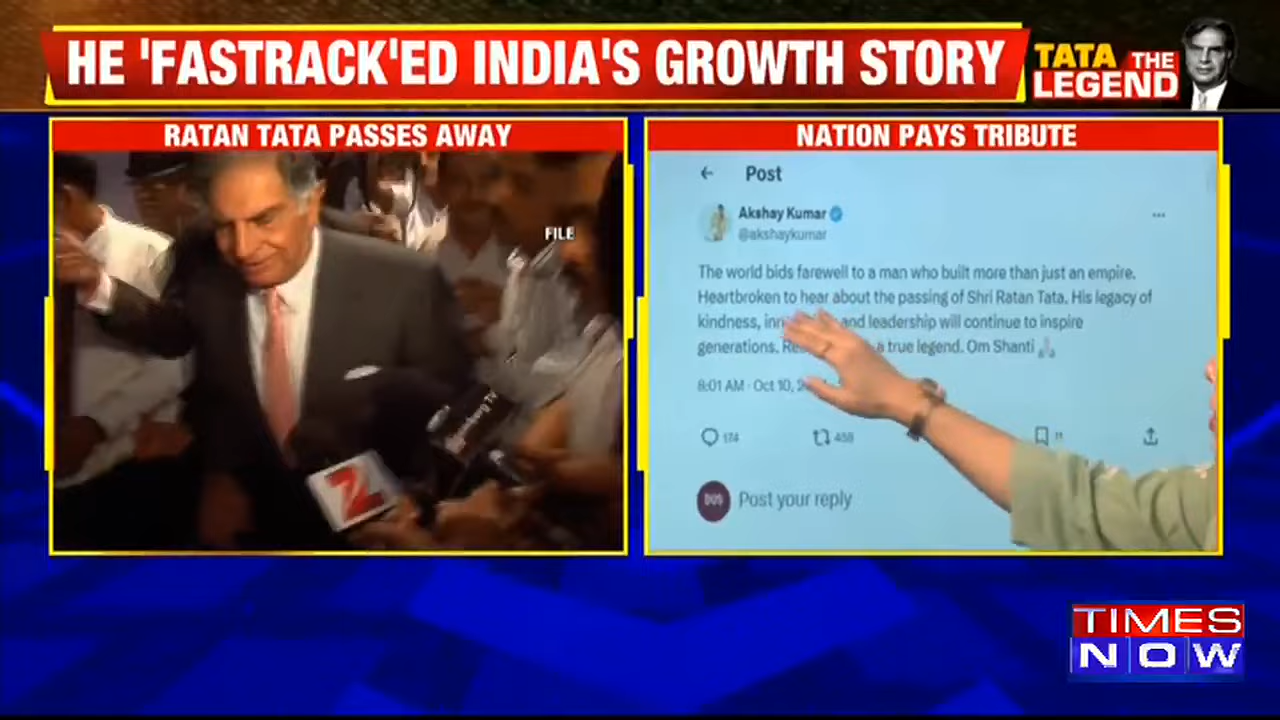 HE 'FASTRACK'ED INDIA'S GROWTH STORY
TATA THE
LEGEND
RATAN TATA PASSES AWAY
FILE
Z
NATION PAYS TRIBUTE
Post
Akshay Kumar
@akshaykumar
The world bids farewell to a man who built more than just an empire.
Heartbroken to hear about the passing of Shri Ratan Tata. His legacy of
kindness, and leadership will continue to inspire
generations. a true legend. Om Shanti 🙏
8:01 AM · Oct 10,
174 458 11
Post your reply
TIMES
NOW